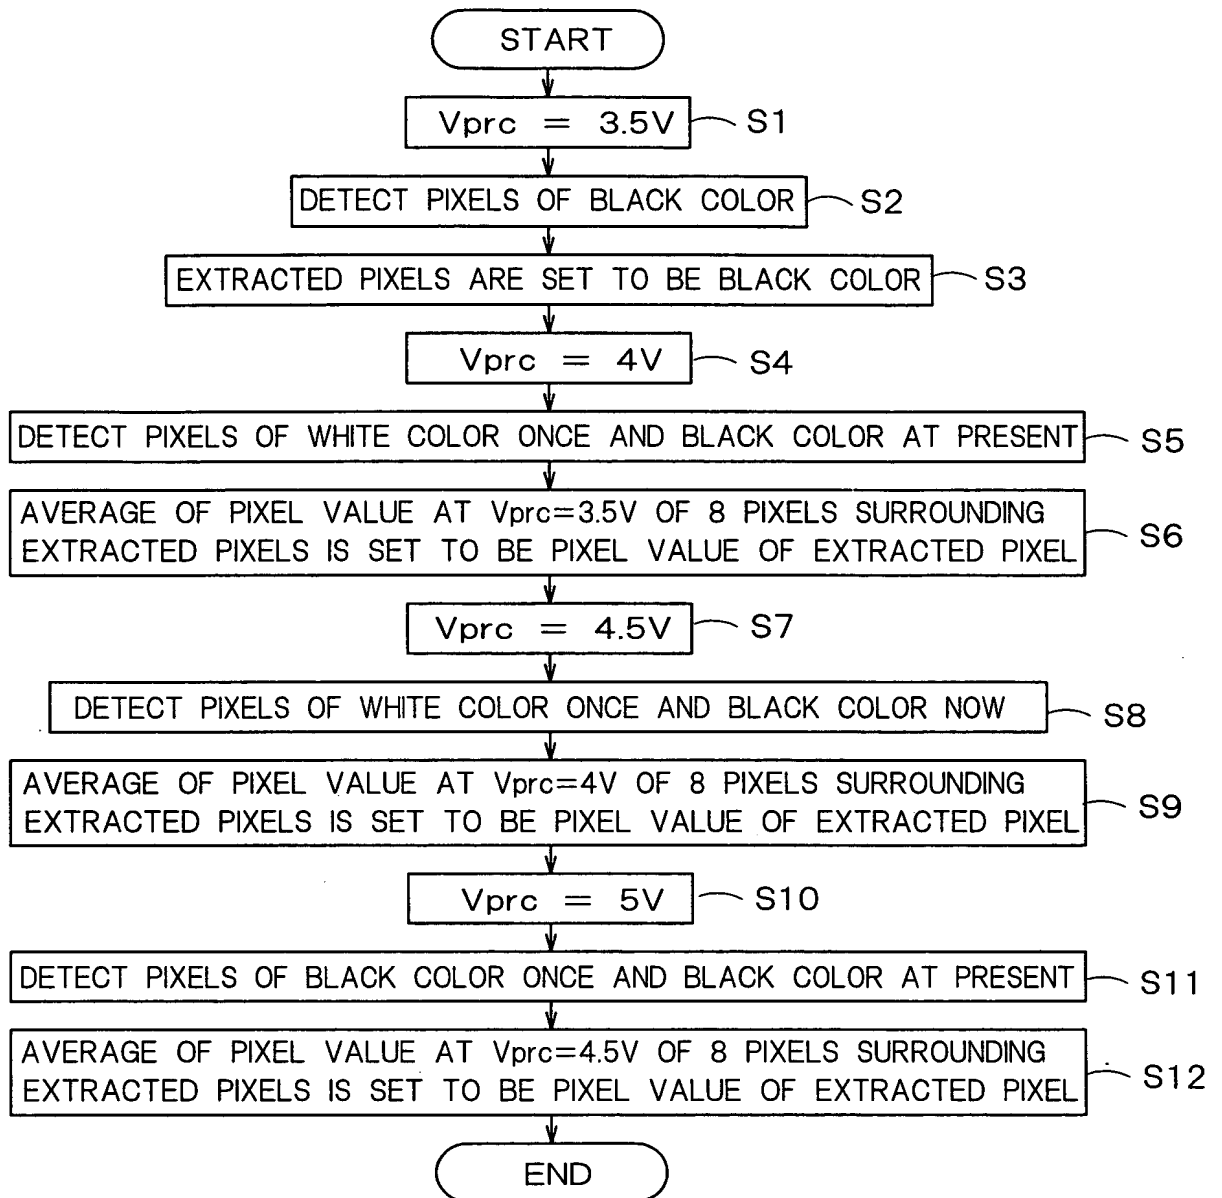 START
Vprc = 3.5V
S1
DETECT PIXELS OF BLACK COLOR
S2
EXTRACTED PIXELS ARE SET TO BE BLACK COLOR
S3
Vprc = 4V
S4
DETECT PIXELS OF WHITE COLOR ONCE AND BLACK COLOR AT PRESENT
S5
AVERAGE OF PIXEL VALUE AT Vprc=3.5V OF 8 PIXELS SURROUNDING
EXTRACTED PIXELS IS SET TO BE PIXEL VALUE OF EXTRACTED PIXEL
S6
Vprc = 4.5V
S7
DETECT PIXELS OF WHITE COLOR ONCE AND BLACK COLOR NOW
S8
AVERAGE OF PIXEL VALUE AT Vprc=4V OF 8 PIXELS SURROUNDING
EXTRACTED PIXELS IS SET TO BE PIXEL VALUE OF EXTRACTED PIXEL
S9
Vprc = 5V
S10
DETECT PIXELS OF BLACK COLOR ONCE AND BLACK COLOR AT PRESENT
S11
AVERAGE OF PIXEL VALUE AT Vprc=4.5V OF 8 PIXELS SURROUNDING
EXTRACTED PIXELS IS SET TO BE PIXEL VALUE OF EXTRACTED PIXEL
S12
END